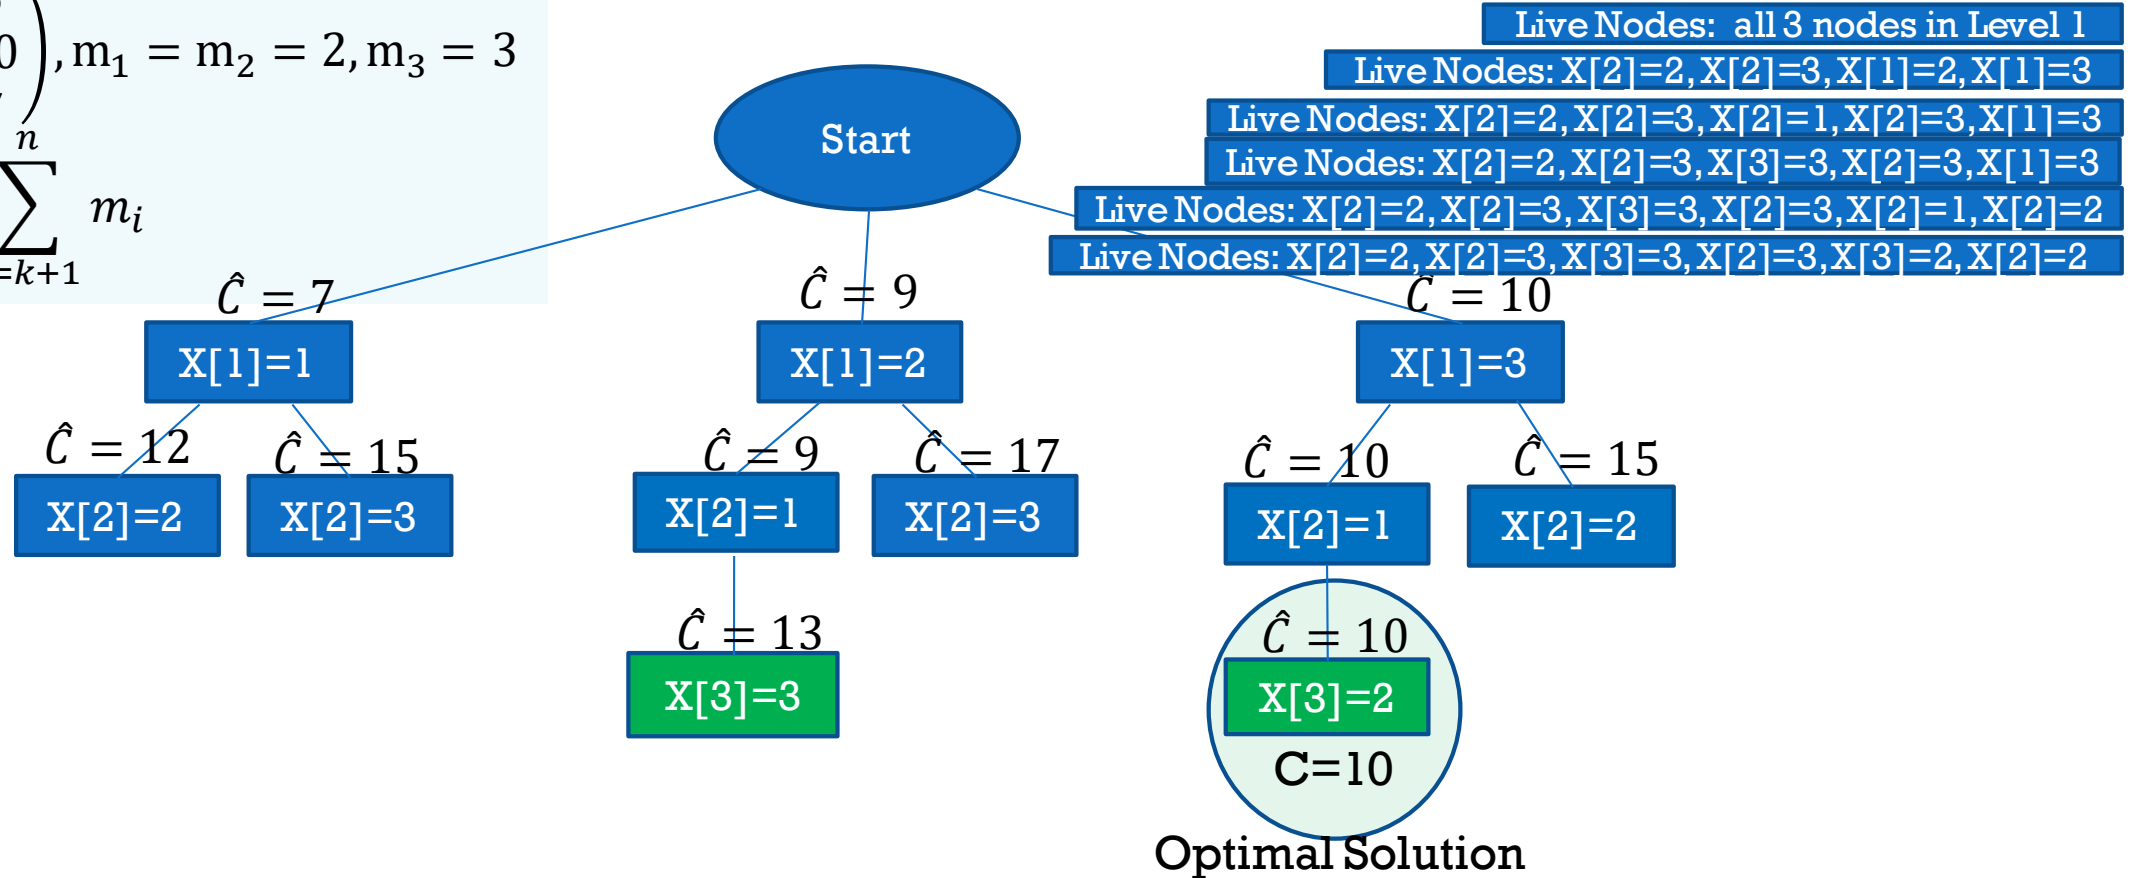 0), m₁ = m₂ = 2, m₃ = 3
n
∑ mᵢ
=k+1
Live Nodes: all 3 nodes in Level 1
Live Nodes: X[2]=2, X[2]=3, X[1]=2, X[1]=3
Live Nodes: X[2]=2, X[2]=3, X[2]=1, X[2]=3, X[1]=3
Live Nodes: X[2]=2, X[2]=3, X[3]=3, X[2]=3, X[1]=3
Live Nodes: X[2]=2, X[2]=3, X[3]=3, X[2]=3, X[2]=1, X[2]=2
Live Nodes: X[2]=2, X[2]=3, X[3]=3, X[2]=3, X[3]=2, X[2]=2
Start
Ĉ = 7
Ĉ = 9
Ĉ = 10
X[1]=1
X[1]=2
X[1]=3
Ĉ = 12
Ĉ = 15
Ĉ = 9
Ĉ = 17
Ĉ = 10
Ĉ = 15
X[2]=2
X[2]=3
X[2]=1
X[2]=3
X[2]=1
X[2]=2
Ĉ = 13
Ĉ = 10
X[3]=3
X[3]=2
C=10
Optimal Solution